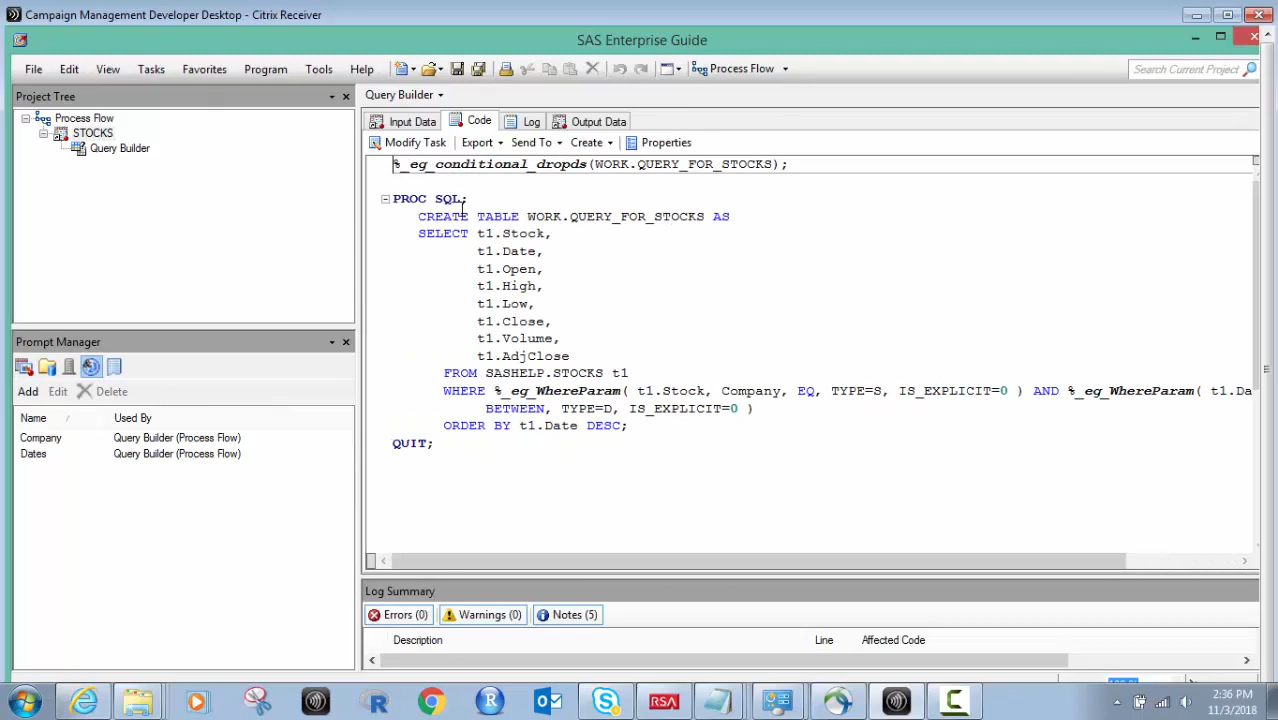 Campaign Management Developer Desktop - Citrix Receiver
SAS Enterprise Guide
File Edit View Tasks Favorites Program Tools Help Process Flow Search Current Project
Project Tree
Process Flow
STOCKS
Query Builder
Query Builder
Input Data Code Log Output Data
Modify Task Export Send To Create Properties
%_eg_conditional_dropds(WORK.QUERY_FOR_STOCKS);
PROC SQL;
CREATE TABLE WORK.QUERY_FOR_STOCKS AS
SELECT t1.Stock,
t1.Date,
t1.Open,
t1.High,
t1.Low,
t1.Close,
t1.Volume,
t1.AdjClose
FROM SASHELP.STOCKS t1
WHERE %_eg_WhereParam( t1.Stock, Company, EQ, TYPE=S, IS_EXPLICIT=0 ) AND %_eg_WhereParam( t1.Da
BETWEEN, TYPE=D, IS_EXPLICIT=0 )
ORDER BY t1.Date DESC;
QUIT;
Prompt Manager
Add Edit Delete
Name Used By
Company Query Builder (Process Flow)
Dates Query Builder (Process Flow)
Log Summary
Errors (0) Warnings (0) Notes (5)
Description Line Affected Code
RSA
2:36 PM
11/3/2018